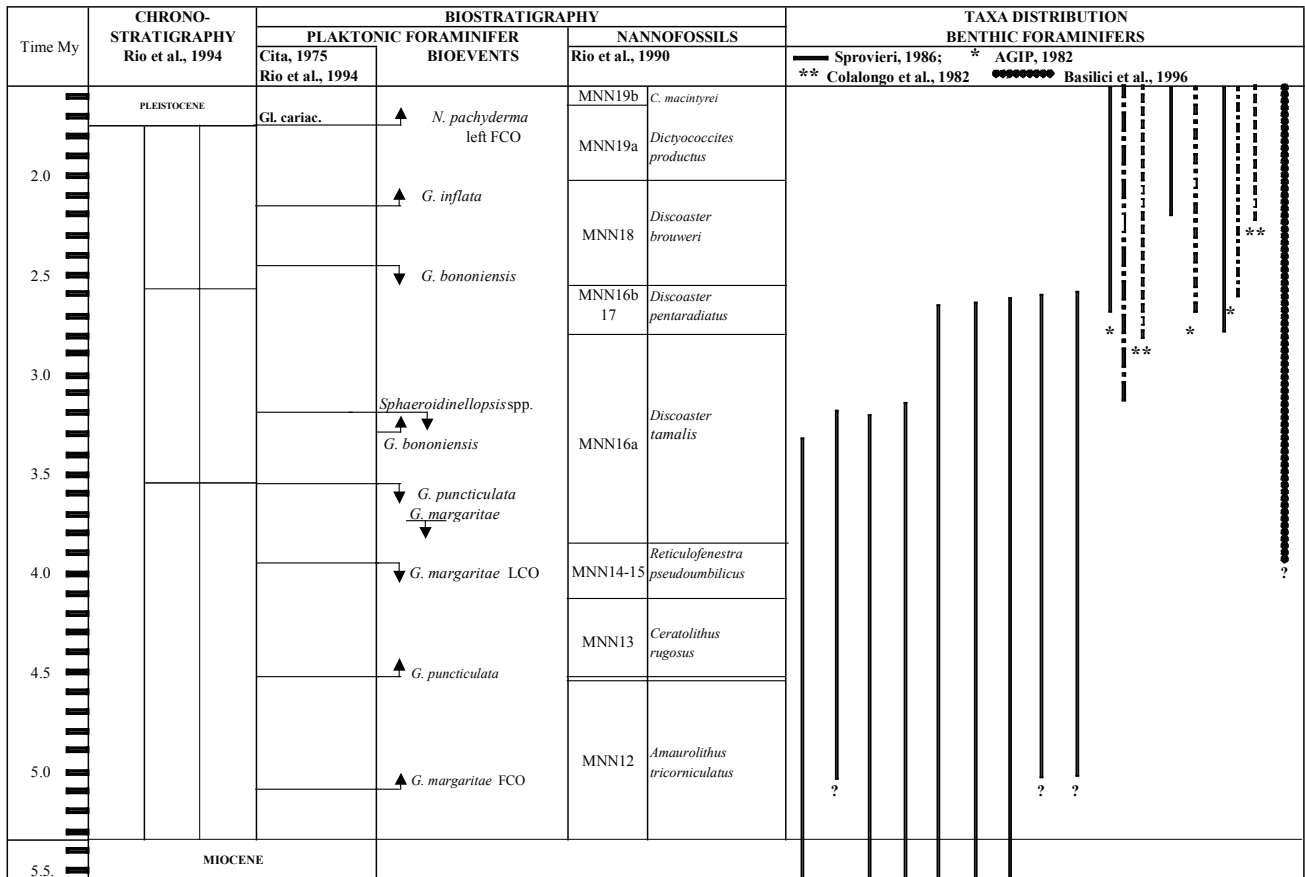 CHRONO-
STRATIGRAPHY
Rio et al., 1994
BIOSTRATIGRAPHY
TAXA DISTRIBUTION
Time My
PLAKTONIC FORAMINIFER
NANNOFOSSILS
BENTHIC FORAMINIFERS
Cita, 1975
Rio et al., 1994
BIOEVENTS
Rio et al., 1990
Sprovieri, 1986; * AGIP, 1982
** Colalongo et al., 1982 Basilici et al., 1996
PLEISTOCENE
Gl. cariac.
N. pachyderma
left FCO
MNN19b C. macintyrei
MNN19a Dictyococcites
productus
2.0
G. inflata
MNN18 Discoaster
brouweri
**
2.5
G. bononiensis
MNN16b
17
Discoaster
pentaradiatus
* ** * *
3.0
Sphaeroidinellopsis spp.
G. bononiensis
MNN16a Discoaster
tamalis
3.5
G. puncticulata
G. margaritae
4.0
G. margaritae LCO
MNN14-15 Reticulofenestra
pseudoumbilicus
?
MNN13 Ceratolithus
rugosus
4.5
G. puncticulata
5.0
G. margaritae FCO
MNN12 Amaurolithus
tricorniculatus
? ? ?
MIOCENE
5.5.